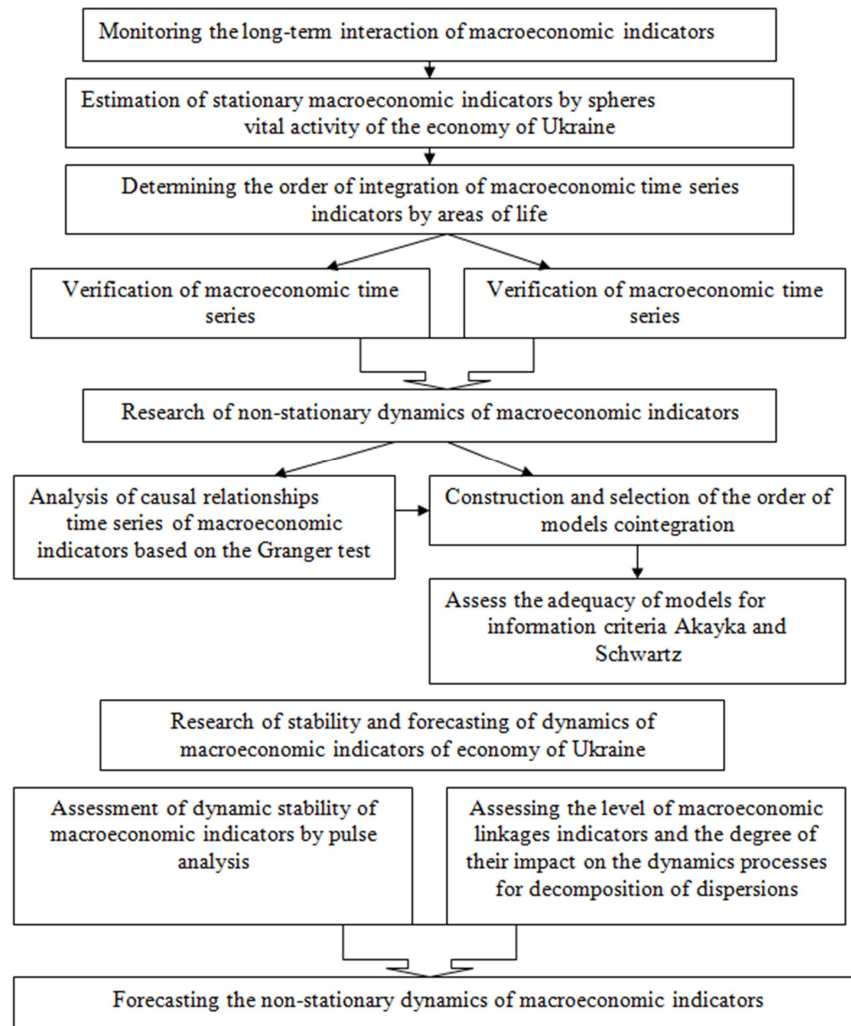 Monitoring the long-term interaction of macroeconomic indicators
Estimation of stationary macroeconomic indicators by spheres
vital activity of the economy of Ukraine
Determining the order of integration of macroeconomic time series
indicators by areas of life
Verification of macroeconomic time
series
Verification of macroeconomic time
series
Research of non-stationary dynamics of macroeconomic indicators
Analysis of causal relationships
time series of macroeconomic
indicators based on the Granger test
Construction and selection of the order of
models cointegration
Assess the adequacy of models for
information criteria Akayka and
Schwartz
Research of stability and forecasting of dynamics of
macroeconomic indicators of economy of Ukraine
Assessment of dynamic stability of
macroeconomic indicators by pulse
analysis
Assessing the level of macroeconomic
linkages indicators and the degree of
their impact on the dynamics processes
for decomposition of dispersions
Forecasting the non-stationary dynamics of macroeconomic indicators